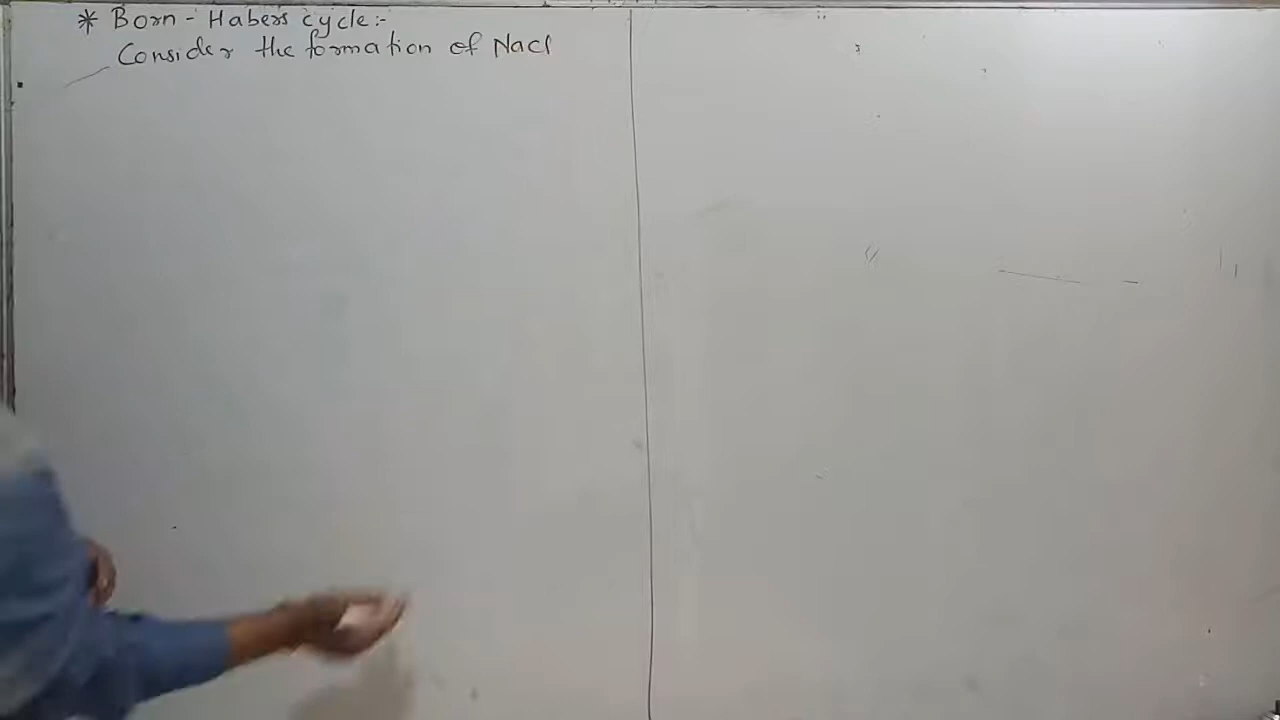 * Born - Habers cycle:-
Consider the formation of Nacl